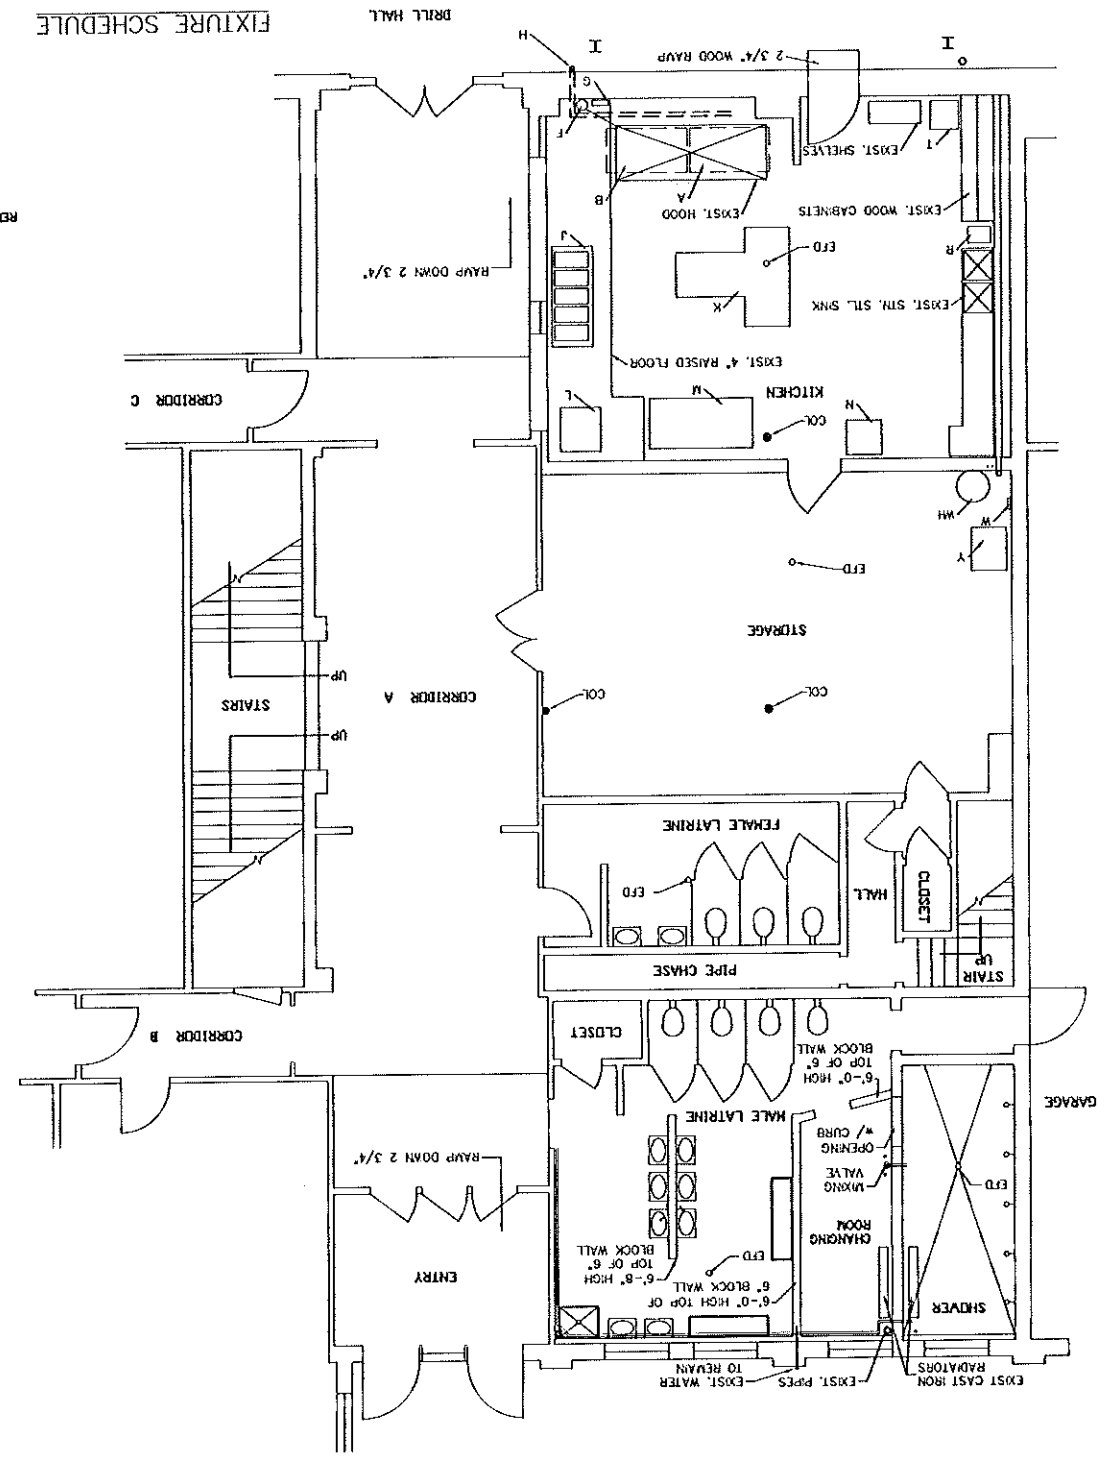 EXIST CAST IRON
RADIATORS
EXIST. PIPES
EXIST. WATER
TO REMAIN
SHOWER
6'-0" HIGH TOP OF
6" BLOCK WALL
6'-8" HIGH
TOP OF 6"
BLOCK WALL
ENTRY
EFD
CHANGING
ROOM
EFD
MIXING
VALVE
OPENING
W/ CURB
RAMP DOWN 2 3/4"
GARAGE
MALE LATRINE
6'-0" HIGH
TOP OF 6"
BLOCK WALL
CLOSET
CORRIDOR B
STAIR
UP
PIPE CHASE
CLOSET
HALL
EFD
FEMALE LATRINE
UP
STAIRS
COL
COL
CORRIDOR A
UP
STORAGE
EFD
Y
W
WH
N
COL
KITCHEN
M
L
CORRIDOR C
EXIST. 4" RAISED FLOOR
EXIST. STN. STL. SINK
K
R
EFD
J
RAMP DOWN 2 3/4"
EXIST. WOOD CABINETS
EXIST. HOOD
A
B
REF
EXIST. SHELVES
T
F
G
2 3/4" WOOD RAMP
H
I
I
DRILL HALL
FIXTURE SCHEDULE